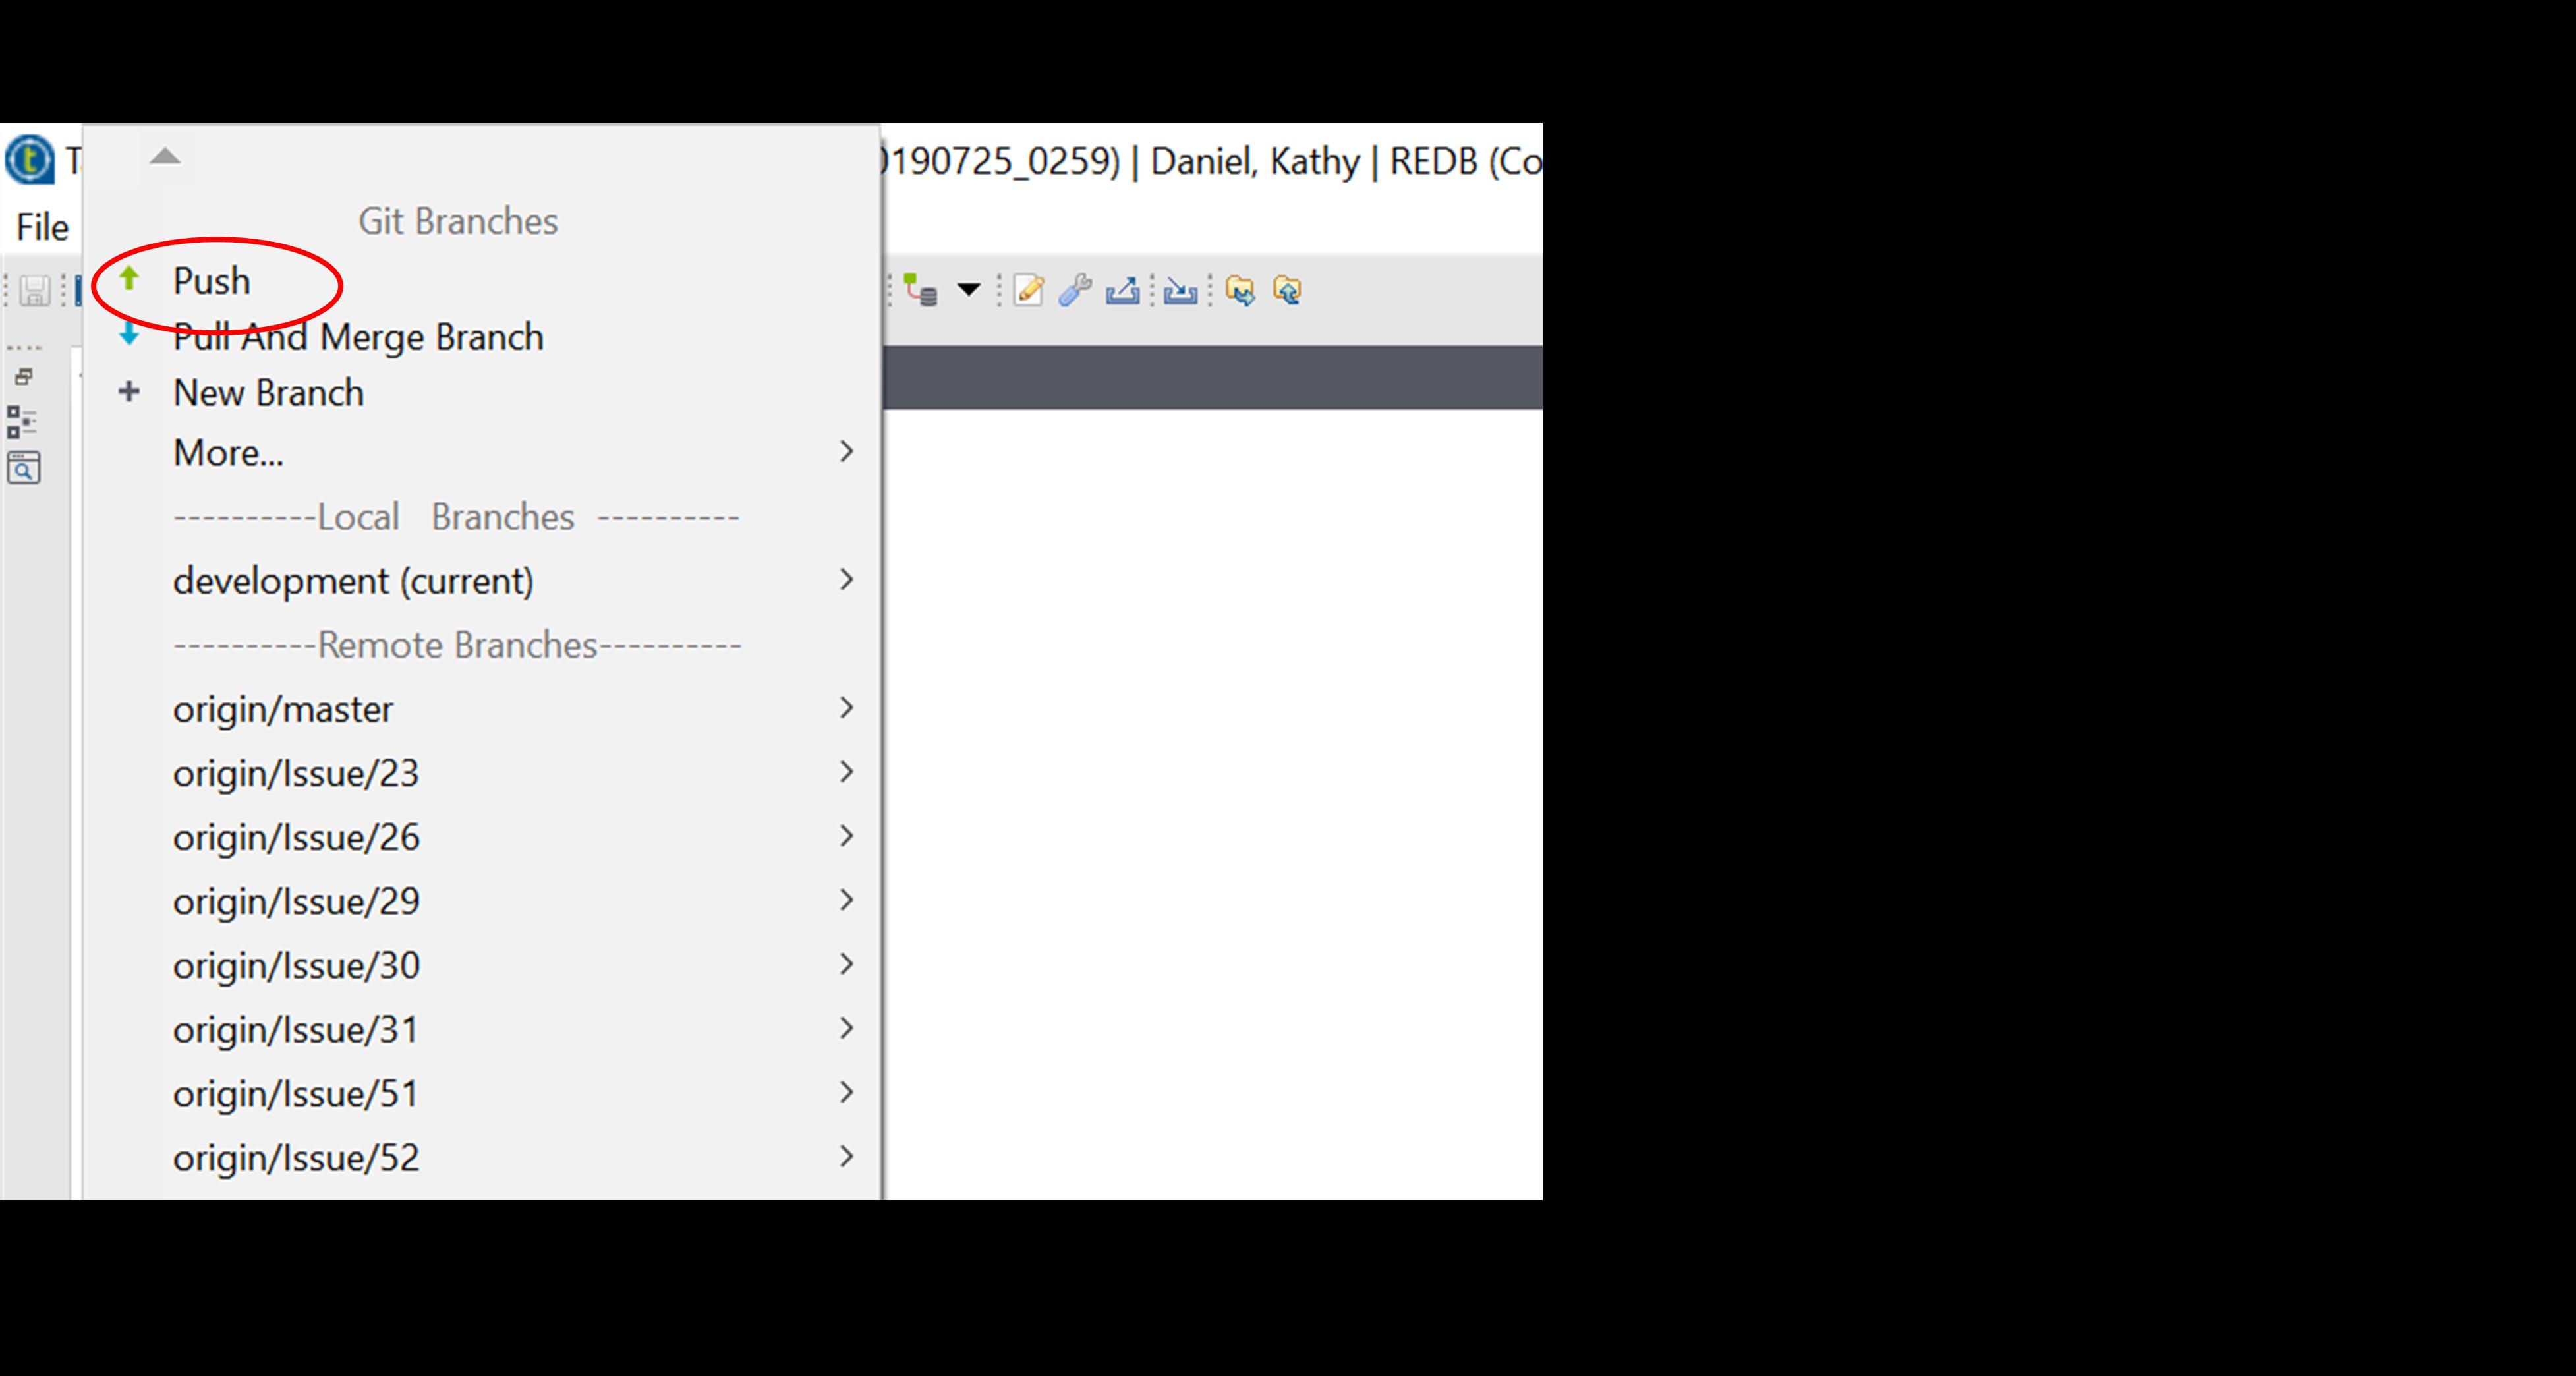 0190725_0259) | Daniel, Kathy | REDB (Co
File
Git Branches
Push
Pull And Merge Branch
New Branch
More...
----------Local   Branches  ----------
development (current)
----------Remote Branches----------
origin/master
origin/Issue/23
origin/Issue/26
origin/Issue/29
origin/Issue/30
origin/Issue/31
origin/Issue/51
origin/Issue/52